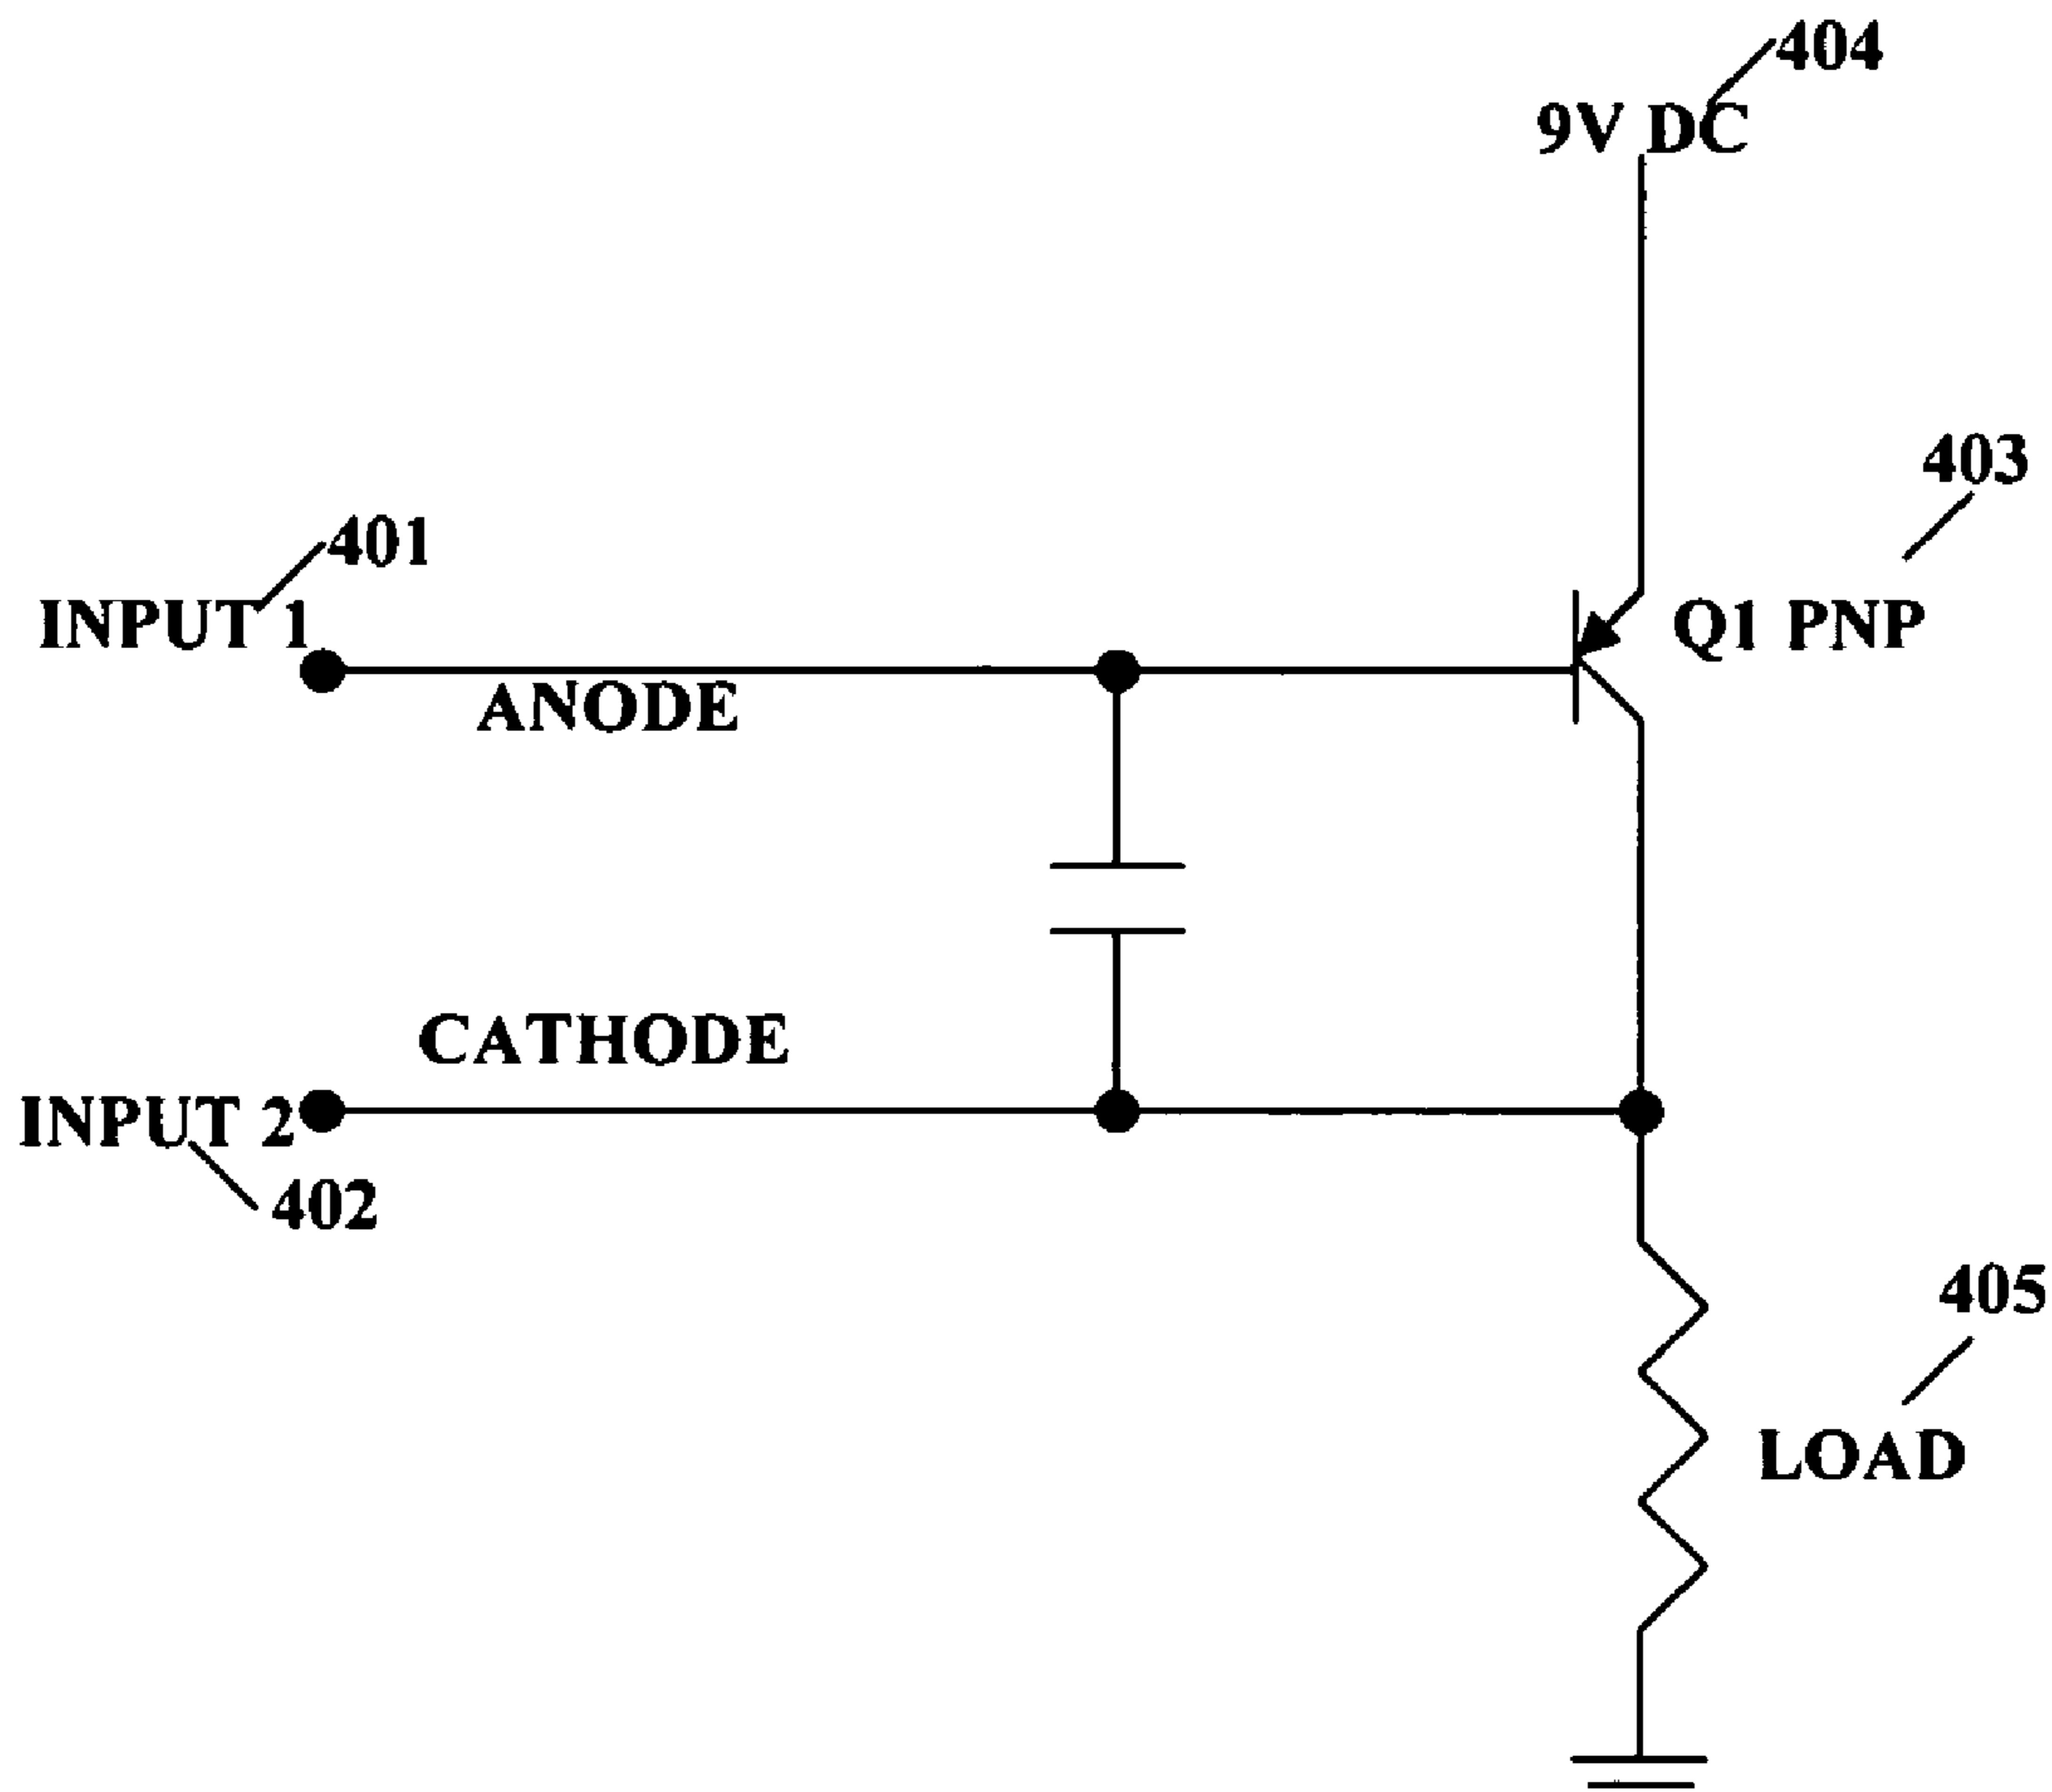 404
9V DC
403
401
INPUT 1
Q1 PNP
ANODE
CATHODE
INPUT 2
402
405
LOAD